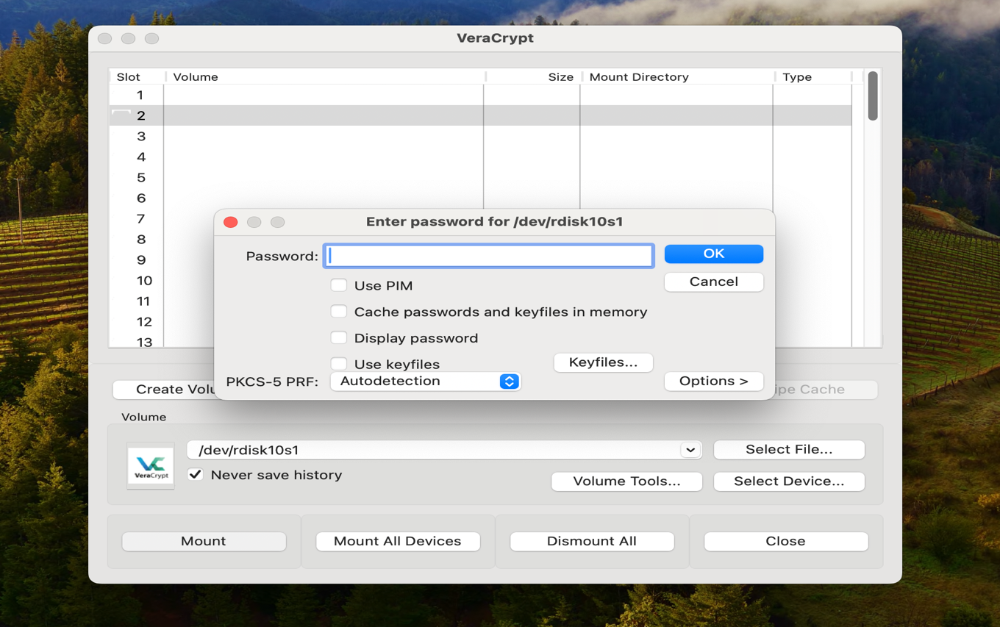 VeraCrypt
Slot Volume Size Mount Directory Type
1
2
3
4
5
6
7
8
9
10
11
12
13
Enter password for /dev/rdisk10s1
Password: OK
Use PIM Cancel
Cache passwords and keyfiles in memory
Display password
Use keyfiles Keyfiles...
PKCS-5 PRF: Autodetection Options >
Create Volu ipe Cache
Volume
/dev/rdisk10s1 Select File...
VeraCrypt
Never save history Volume Tools... Select Device...
Mount Mount All Devices Dismount All Close